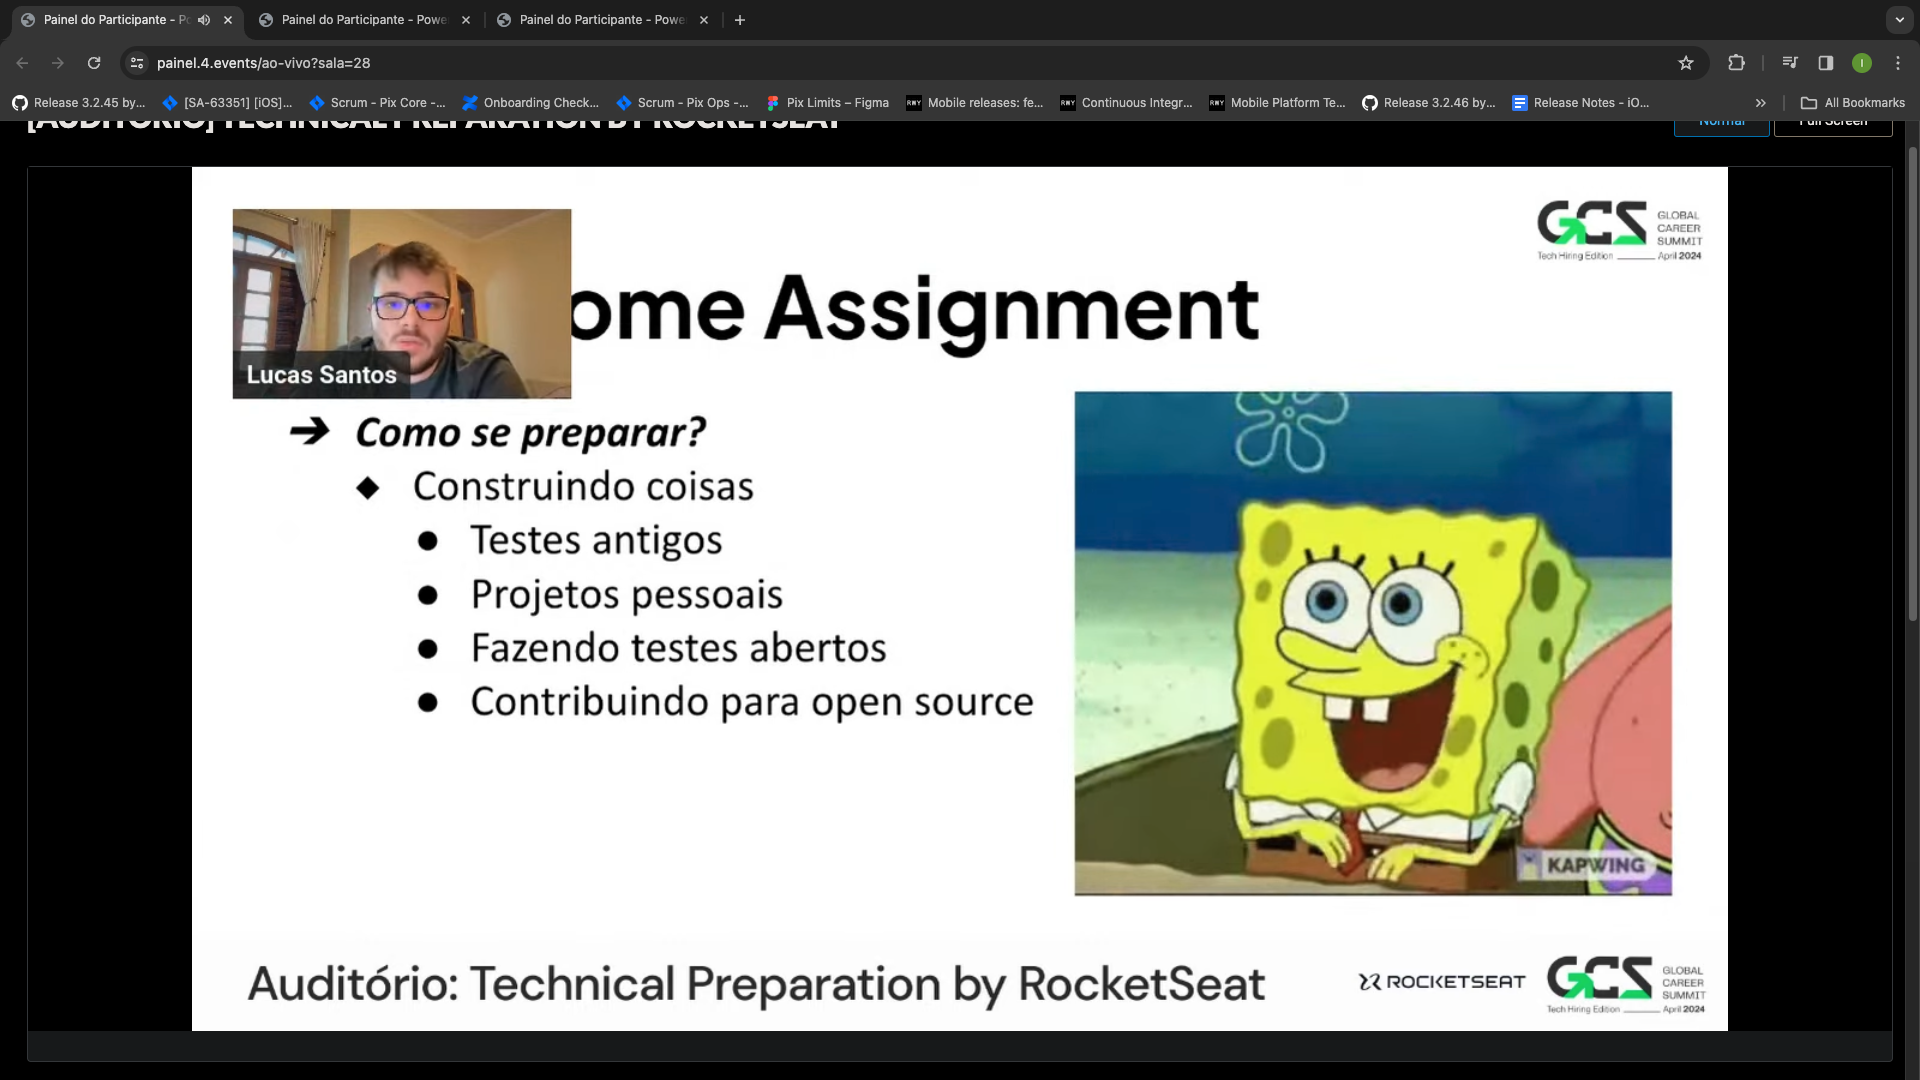 Painel do Participante - Po
Painel do Participante - Powe
Painel do Participante - Powe
painel.4.events/ao-vivo?sala=28
Release 3.2.45 by...
[SA-63351] [iOS]...
Scrum - Pix Core -...
Onboarding Check...
Scrum - Pix Ops -...
Pix Limits – Figma
Mobile releases: fe...
Continuous Integr...
Mobile Platform Te...
Release 3.2.46 by...
Release Notes - iO...
All Bookmarks
[AUDITÓRIO] TECHNICAL PREPARATION BY ROCKETSEAT
Normal
Full Screen
GCS GLOBAL
CAREER
SUMMIT
Tech Hiring Edition April 2024
ome Assignment
Lucas Santos
Como se preparar?
Construindo coisas
Testes antigos
Projetos pessoais
Fazendo testes abertos
Contribuindo para open source
KAPWING
Auditório: Technical Preparation by RocketSeat
ROCKETSEAT
GCS GLOBAL
CAREER
SUMMIT
Tech Hiring Edition April 2024